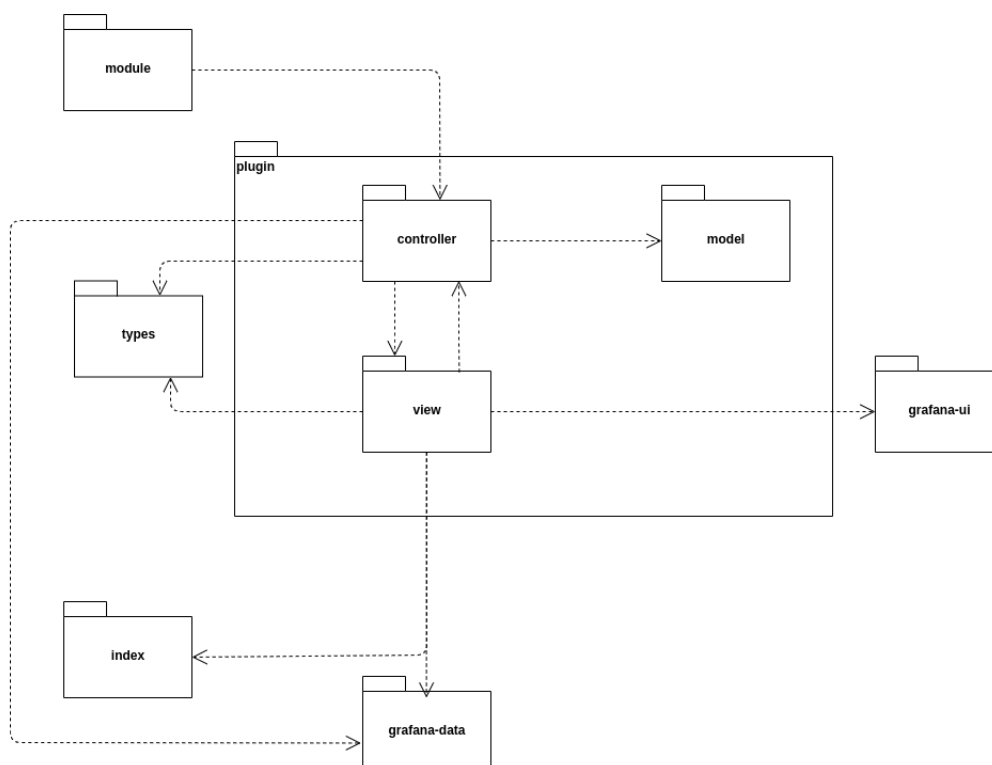 module
plugin
controller
model
types
view
grafana-ui
index
grafana-data